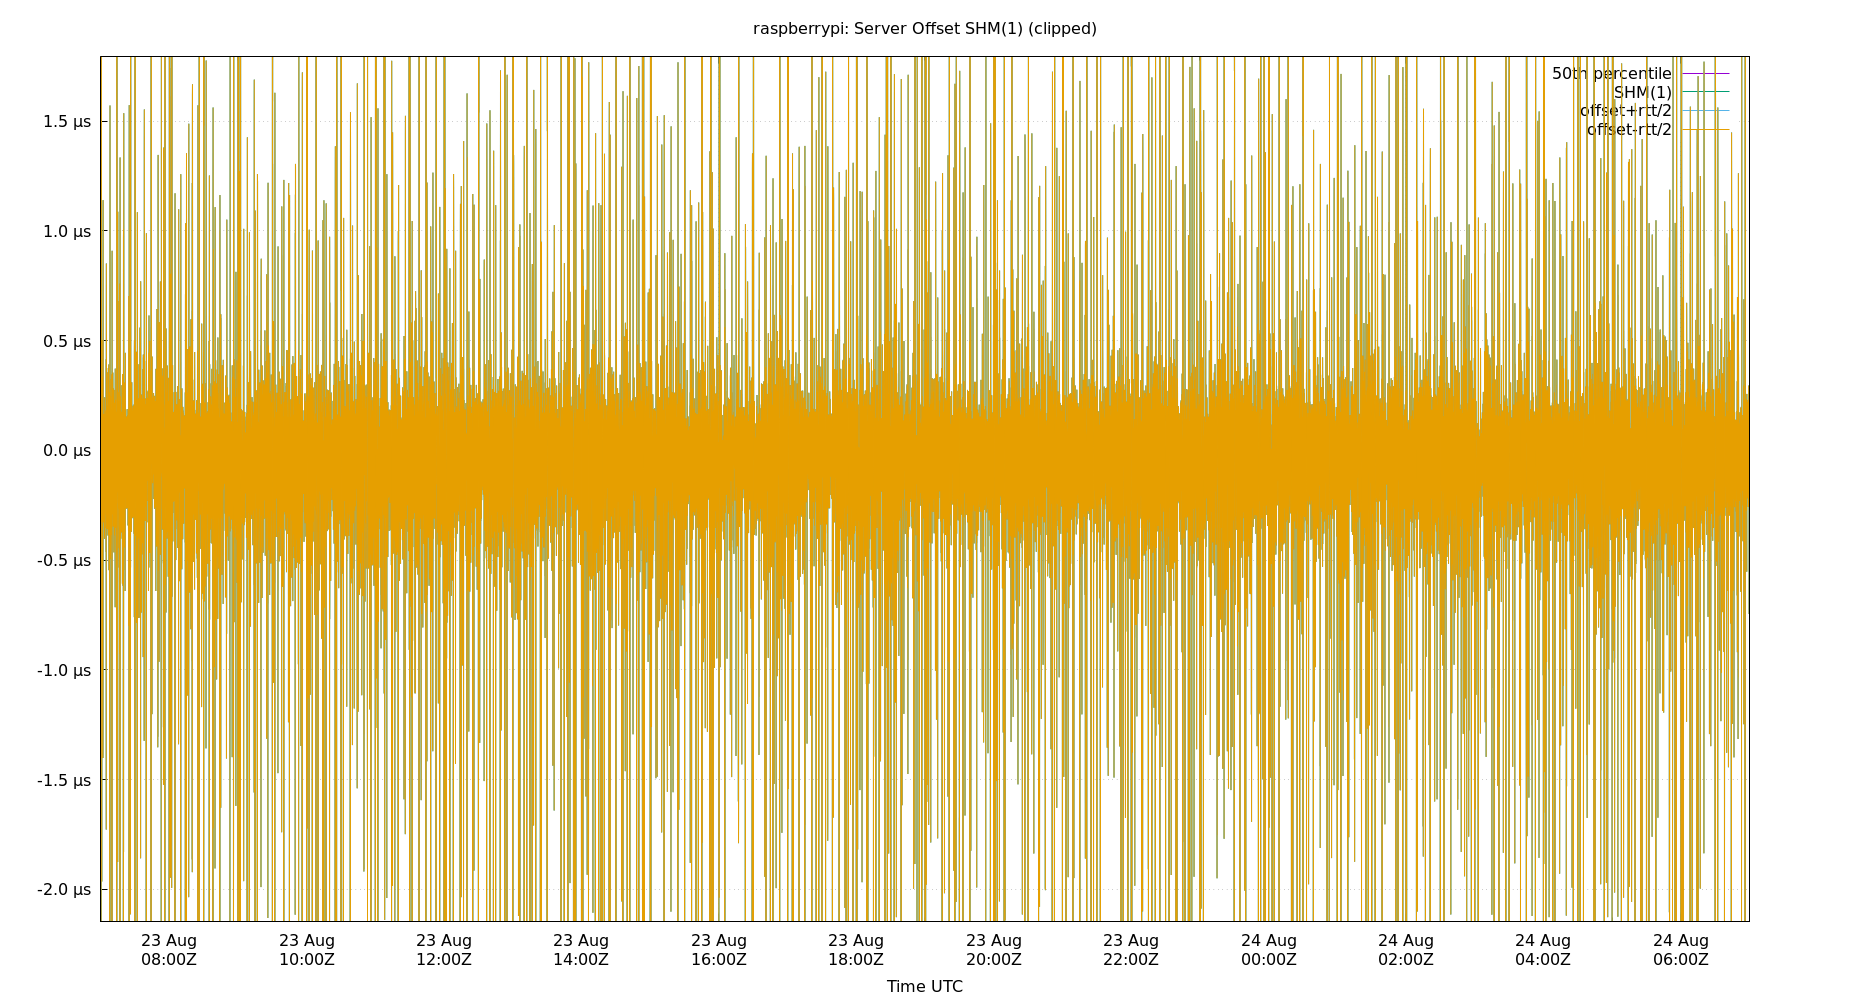 raspberrypi: Server Offset SHM(1) (clipped)
50th percentile
SHM(1)
offset+rtt/2
offset-rtt/2
1.5 µs
1.0 µs
0.5 µs
0.0 µs
-0.5 µs
-1.0 µs
-1.5 µs
-2.0 µs
23 Aug 23 Aug 23 Aug 23 Aug 23 Aug 23 Aug 23 Aug 23 Aug 24 Aug 24 Aug 24 Aug 24 Aug
08:00Z 10:00Z 12:00Z 14:00Z 16:00Z 18:00Z 20:00Z 22:00Z 00:00Z 02:00Z 04:00Z 06:00Z
Time UTC